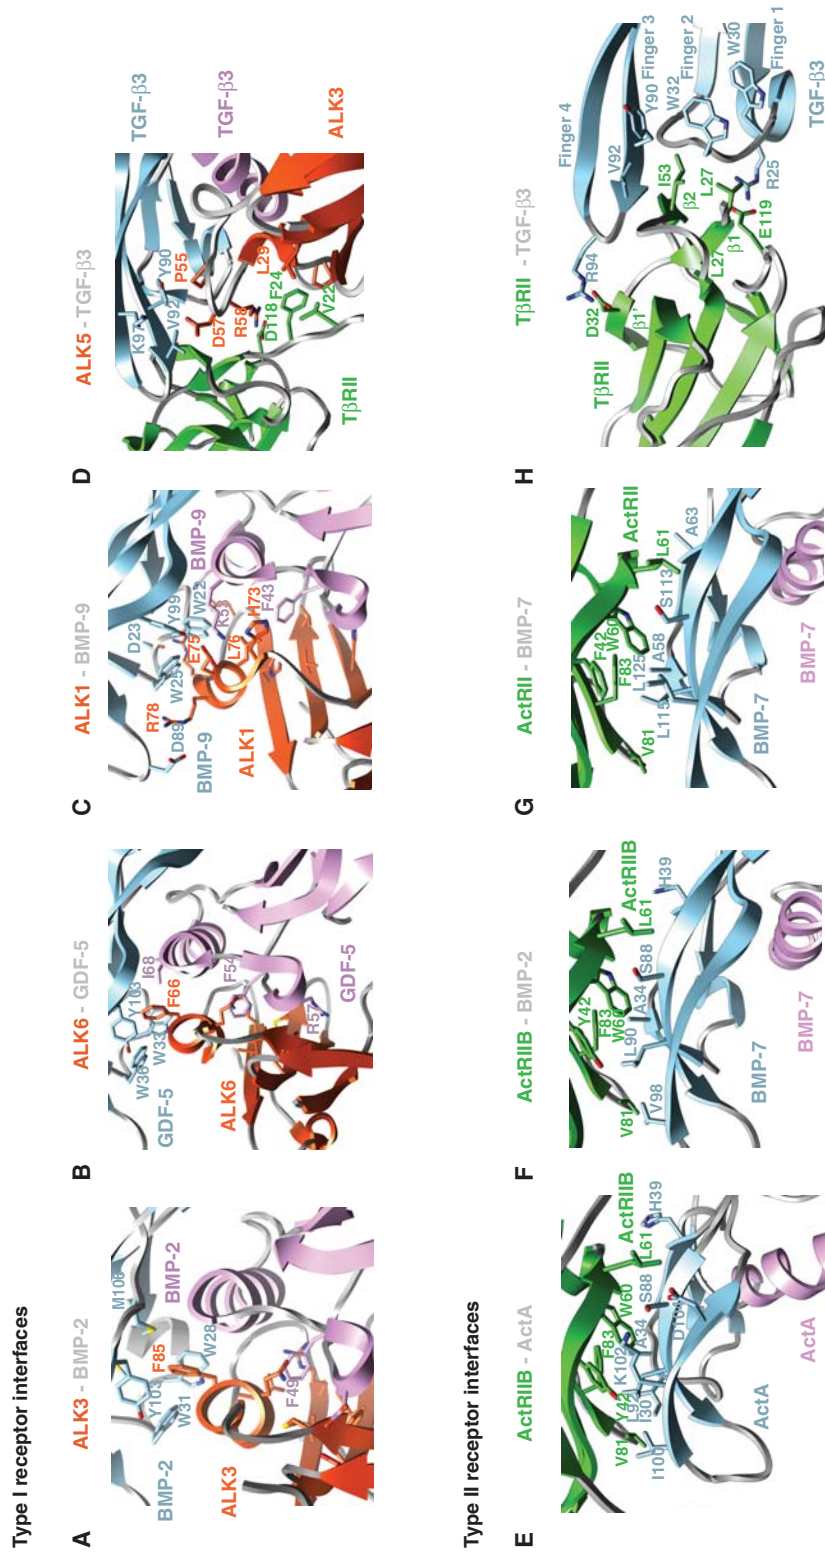 Type I receptor interfaces
A
ALK3 - BMP-2
BMP-2
Y103
M106
F85
W31
W28
BMP-2
ALK3
F49
B
ALK6 - GDF-5
GDF-5
W36
W33
Y103
I68
F66
F54
ALK6
R57
GDF-5
C
ALK1 - BMP-9
D23
R78
D89
W25
E75
Y99
W22
BMP-9
BMP-9
K53
L76
H73
F43
ALK1
D
ALK5 - TGF-β3
TGF-β3
K97
V92
Y90
P55
TGF-β3
D57
R58
L29
D118
F24
V22
TβRII
ALK3
Type II receptor interfaces
E
ActRIIB - ActA
V81
Y42
F83
W60
ActRIIB
L61
I100
L92
I30
K102
A34
S88
H39
ActA
ActA
F
ActRIIB - BMP-2
Y42
V81
F83
W60
ActRIIB
L61
V98
L90
A34
S88
H39
BMP-7
BMP-7
G
ActRII - BMP-7
V81
F42
F83
W60
ActRII
L61
L115
L125
A58
S113
A63
BMP-7
BMP-7
H
TβRII - TGF-β3
Finger 4
R94
V92
Y90
Finger 3
D32
β1'
TβRII
I53
β2
W32
Finger 2
L27
L27
β1
E119
R25
W30
Finger 1
TGF-β3